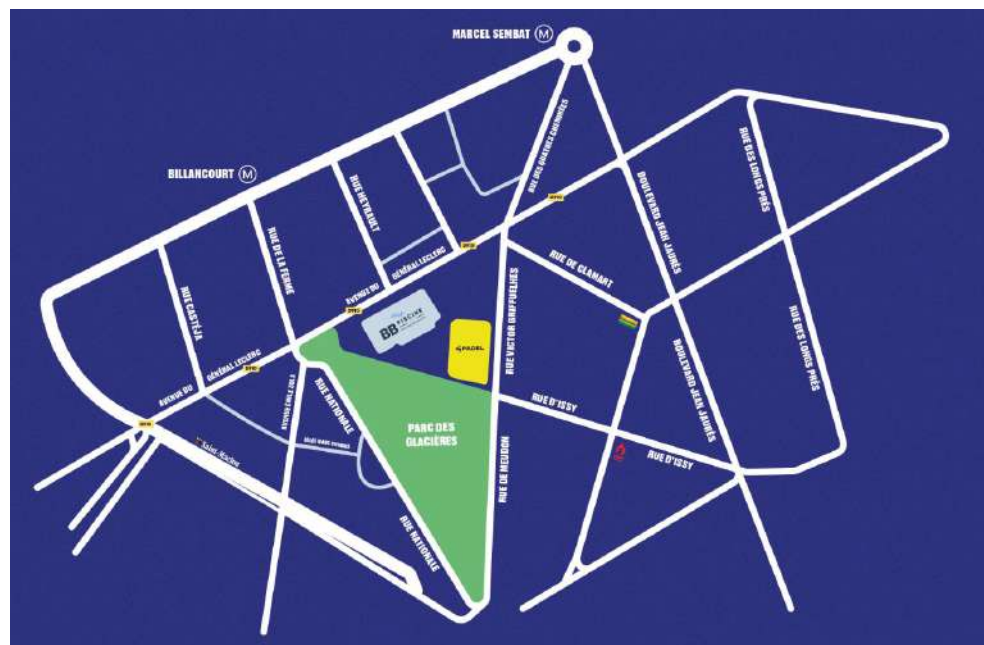 MARCEL SEMBAT M
BILLANCOURT M
RUE DES QUATRES CHEMINÉES
RUE DES LONGS PRÉS
RUE HEYRAULT
BOULEVARD JEAN JAURÈS
RUE DE LA FERME
AVENUE DU GÉNÉRAL LECLERC
RUE DE CLAMART
RUE CASTÉJA
BB PISCINE
4PADEL
RUE VICTOR GRIFFUELHES
RUE DES LONGS PRÉS
AVENUE DU GÉNÉRAL LECLERC
BOULEVARD JEAN JAURÈS
RUE NATIONALE
RUE D'ISSY
PARC DES
GLACIÈRES
RUE DE MEUDON
RUE D'ISSY
RUE NATIONALE